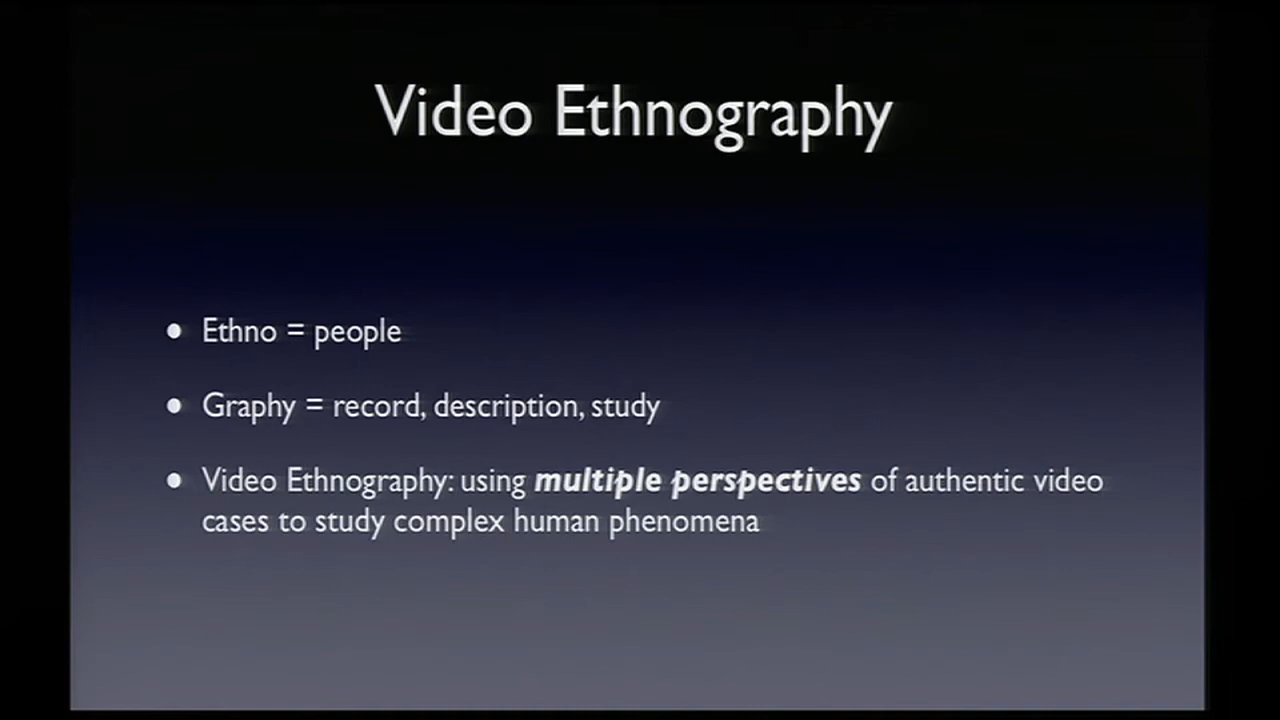 Video Ethnography
• Ethno = people
• Graphy = record, description, study
• Video Ethnography: using multiple perspectives of authentic video
cases to study complex human phenomena